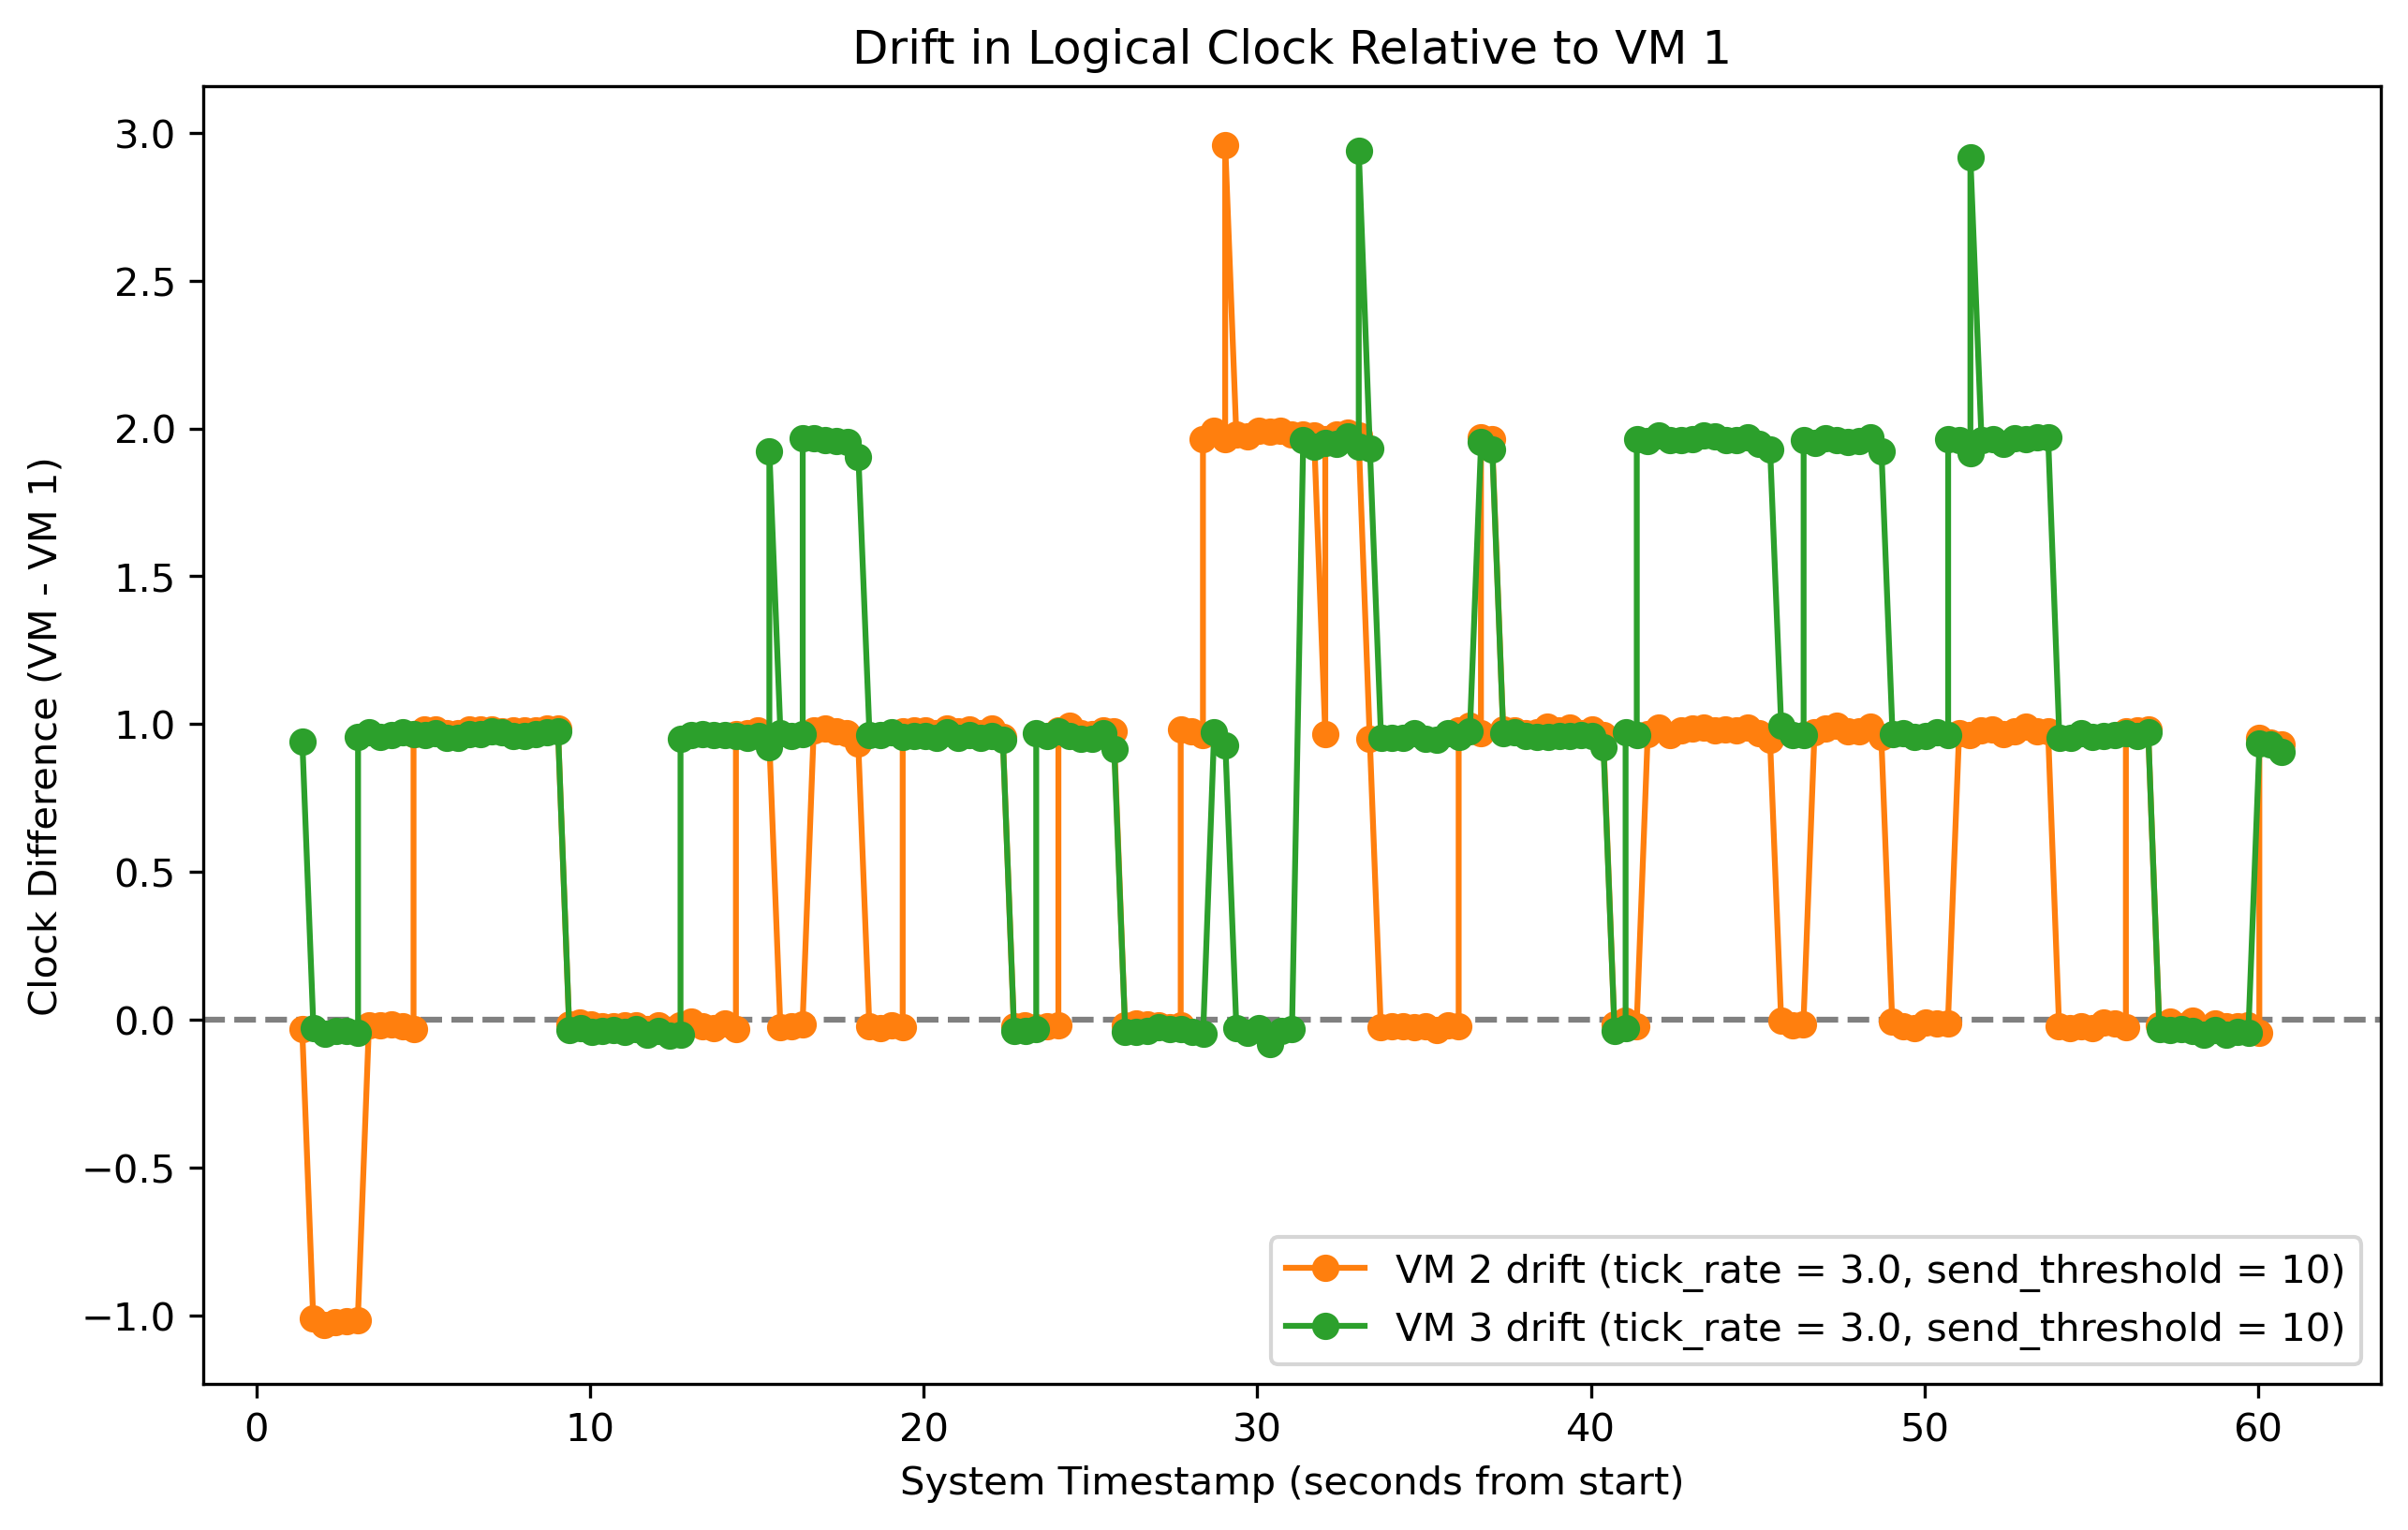 Drift in Logical Clock Relative to VM 1
Clock Difference (VM - VM 1)
3.0
2.5
2.0
1.5
1.0
0.5
0.0
−0.5
−1.0
VM 2 drift (tick_rate = 3.0, send_threshold = 10)
VM 3 drift (tick_rate = 3.0, send_threshold = 10)
0 10 20 30 40 50 60
System Timestamp (seconds from start)